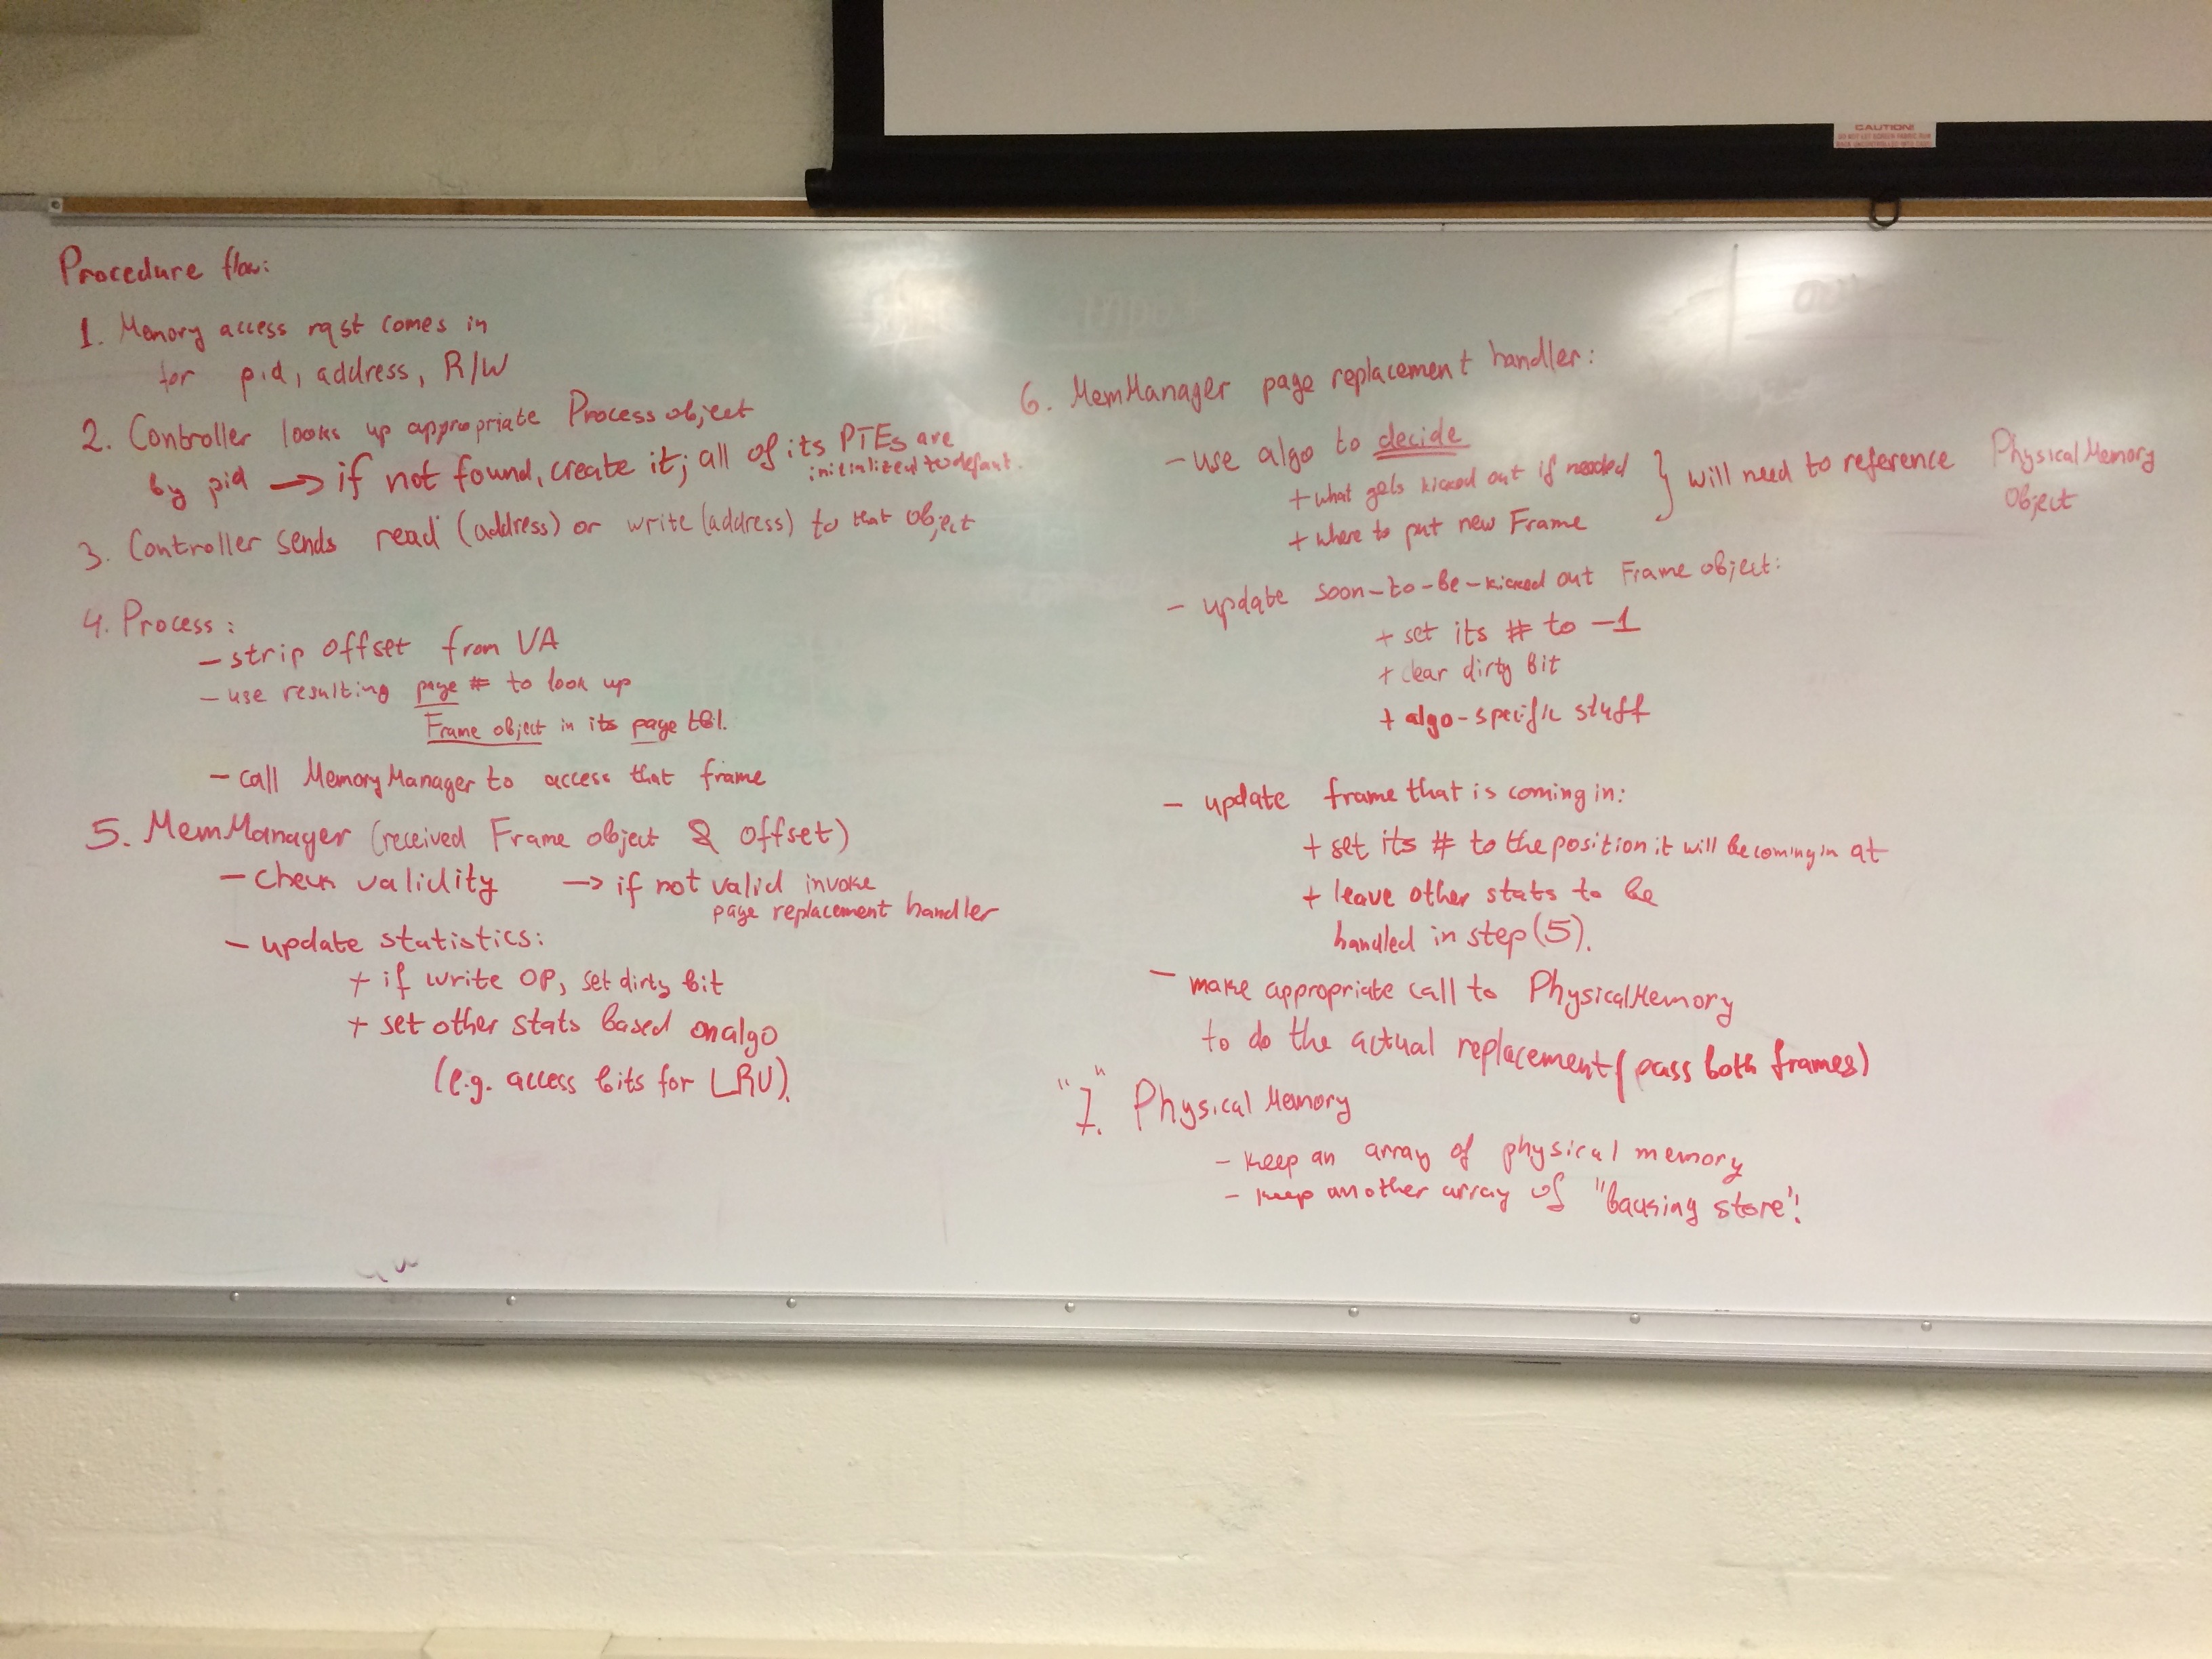 CAUTION!
Procedure flow:
1. Memory access rqst comes in
for pid, address, R/W
2. Controller looks up appropriate Process object
by pid → if not found, create it; all of its PTEs are
initialized to defaut.
3. Controller sends read (address) or write (address) to that object
4. Process:
- strip offset from VA
- use resulting page # to look up
Frame object in its page tbl.
- call MemoryManager to access that frame
5. MemManager (received Frame object & offset)
- check validity → if not valid invoke
page replacement handler
- update statistics:
+ if write OP, set dirty bit
+ set other stats based on algo
(e.g. access bits for LRU).
6. MemManager page replacement handler:
- use algo to decide
+ what gets kicked out if needed
+ where to put new Frame
} will need to reference PhysicalMemory
Object
- update soon-to-be-kicked out Frame object:
+ set its # to -1
+ clear dirty bit
+ algo-specific stuff
- update frame that is coming in:
+ set its # to the position it will be coming in at
+ leave other stats to be
handled in step (5).
- make appropriate call to PhysicalMemory
to do the actual replacement (pass both frames)
"7." Physical Memory
- keep an array of physical memory
- keep another array of "backing store".